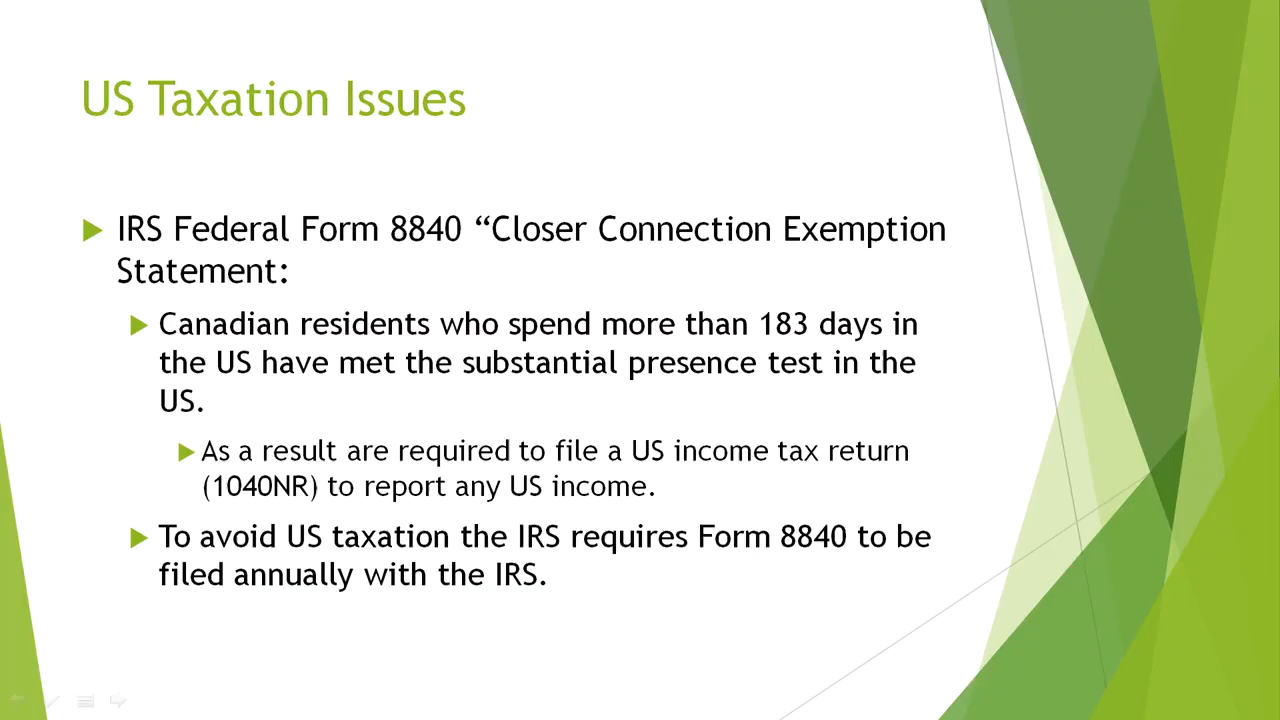 US Taxation Issues
IRS Federal Form 8840 “Closer Connection Exemption
Statement:
Canadian residents who spend more than 183 days in
the US have met the substantial presence test in the
US.
As a result are required to file a US income tax return
(1040NR) to report any US income.
To avoid US taxation the IRS requires Form 8840 to be
filed annually with the IRS.